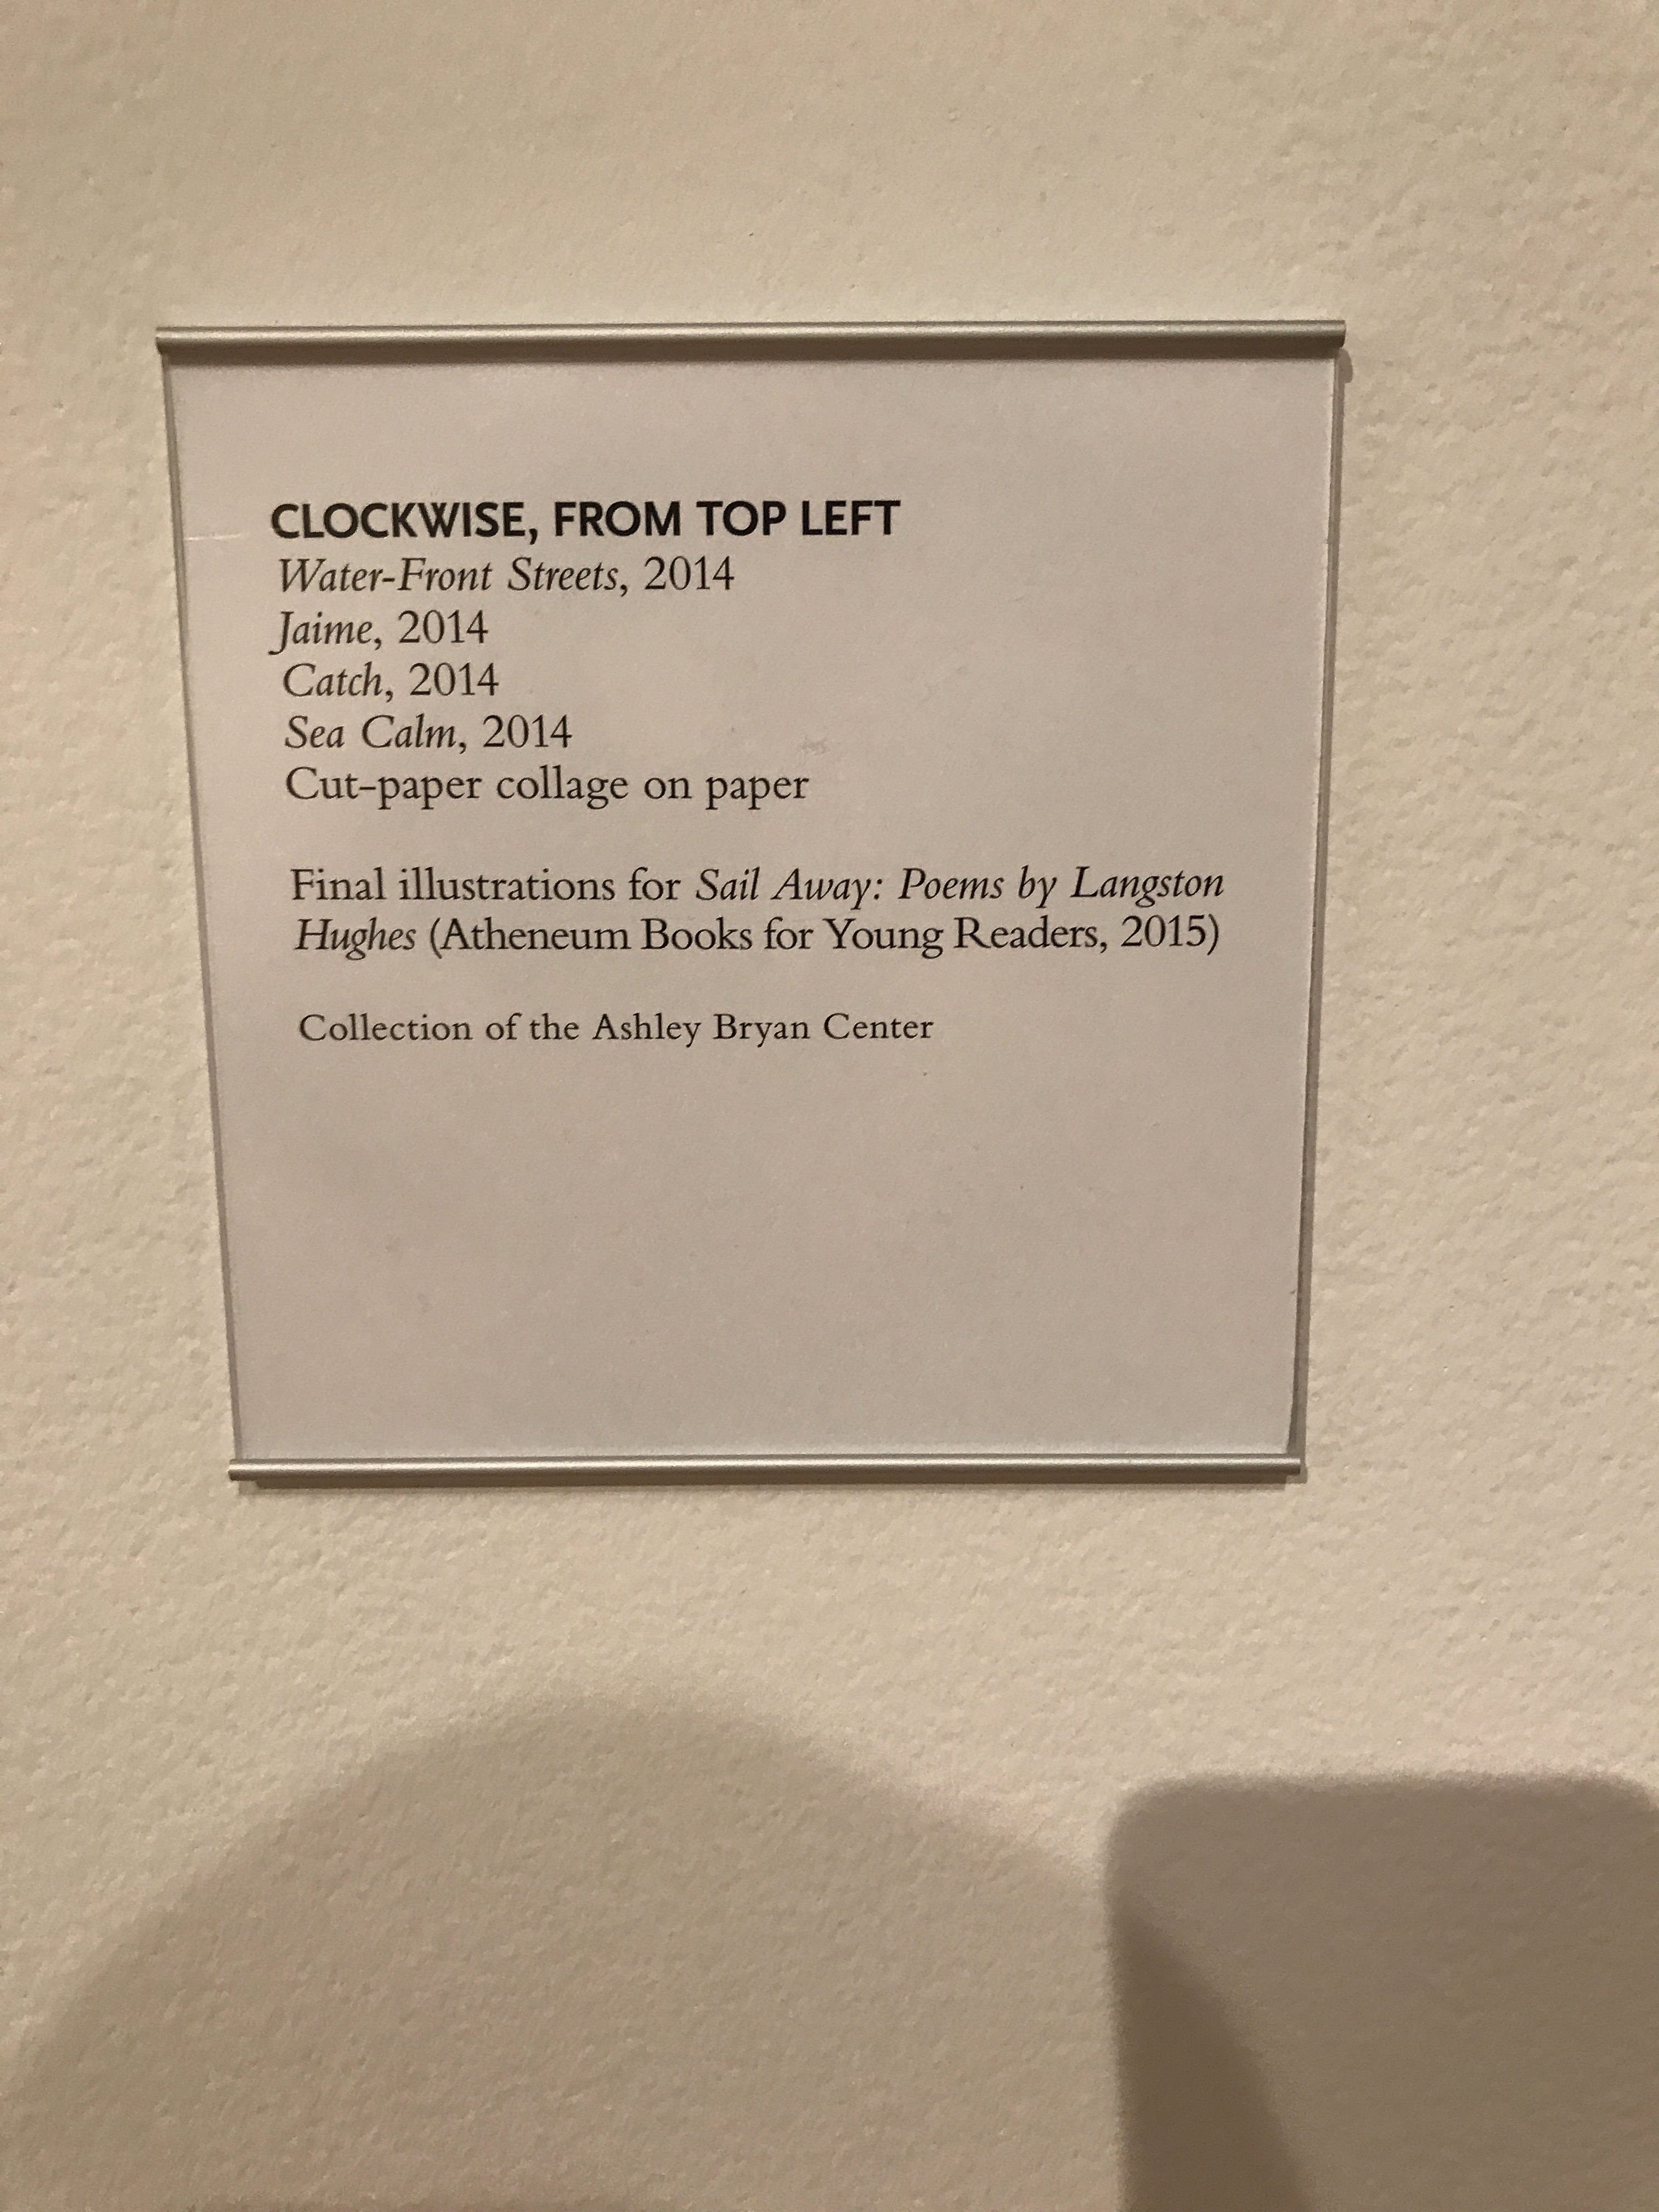 CLOCKWISE, FROM TOP LEFT
Water-Front Streets, 2014
Jaime, 2014
Catch, 2014
Sea Calm, 2014
Cut-paper collage on paper
Final illustrations for Sail Away: Poems by Langston
Hughes (Atheneum Books for Young Readers, 2015)
Collection of the Ashley Bryan Center